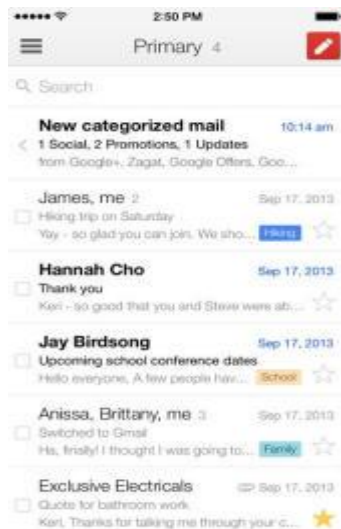 2:50 PM
Primary 4
Search
New categorized mail 10:14 am
1 Social, 2 Promotions, 1 Updates
from Google+, Zagat, Google Offers, Goo...
James, me 2 Sep 17, 2013
Hiking trip on Saturday
Yay - so glad you can join. We sho... Hiking
Hannah Cho Sep 17, 2013
Thank you
Keri - so good that you and Steve were ab...
Jay Birdsong Sep 17, 2013
Upcoming school conference dates
Hello everyone, A few people hav... School
Anissa, Brittany, me 3 Sep 17, 2013
Switched to Gmail
Ha, finally! I thought I was going to... Family
Exclusive Electricals Sep 17, 2013
Quote for bathroom work
Keri, Thanks for talking me through your c...